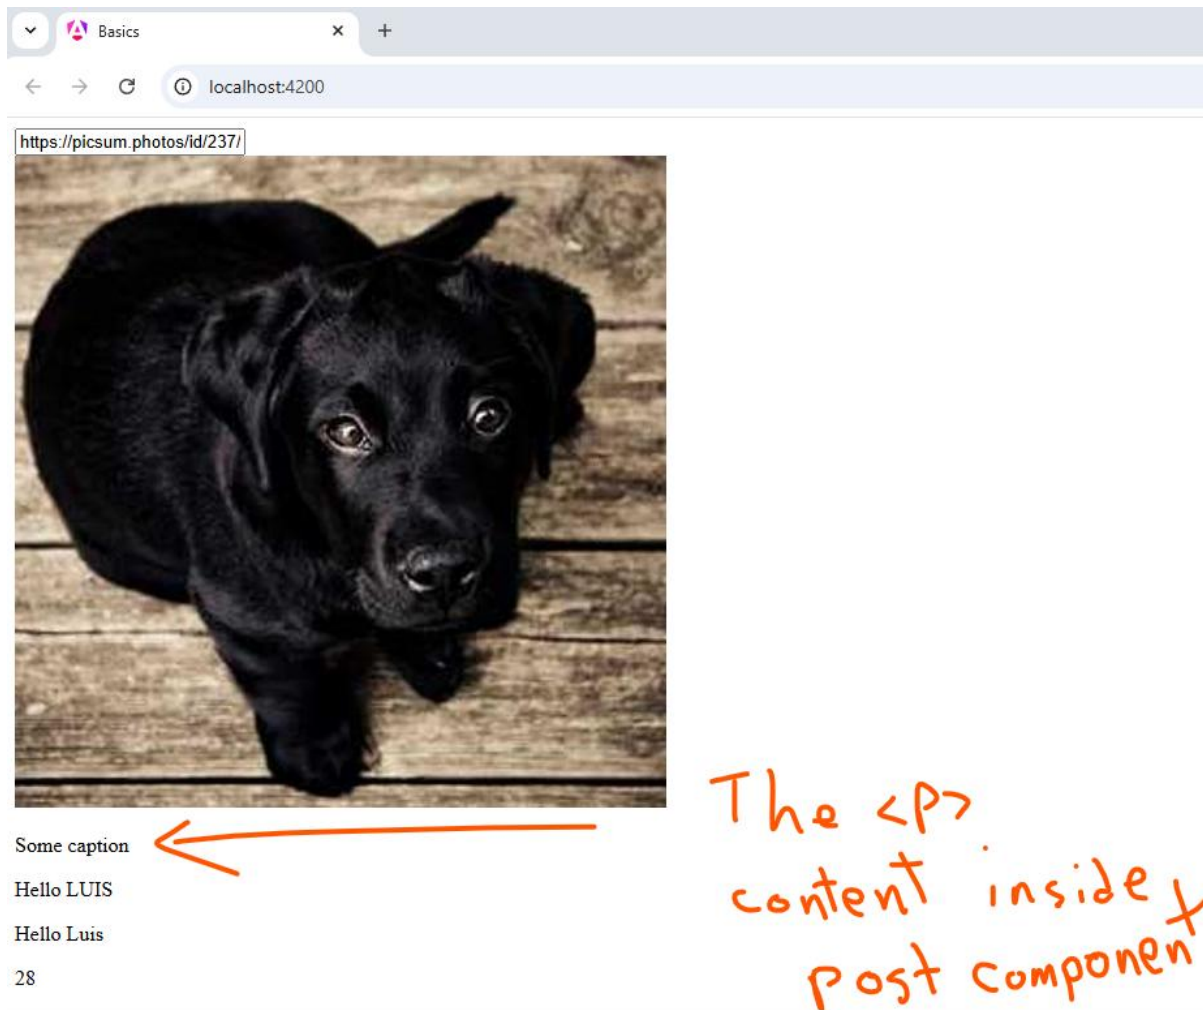 Basics
localhost:4200
https://picsum.photos/id/237/
Some caption
Hello LUIS
Hello Luis
28
The <p>
content inside
post component